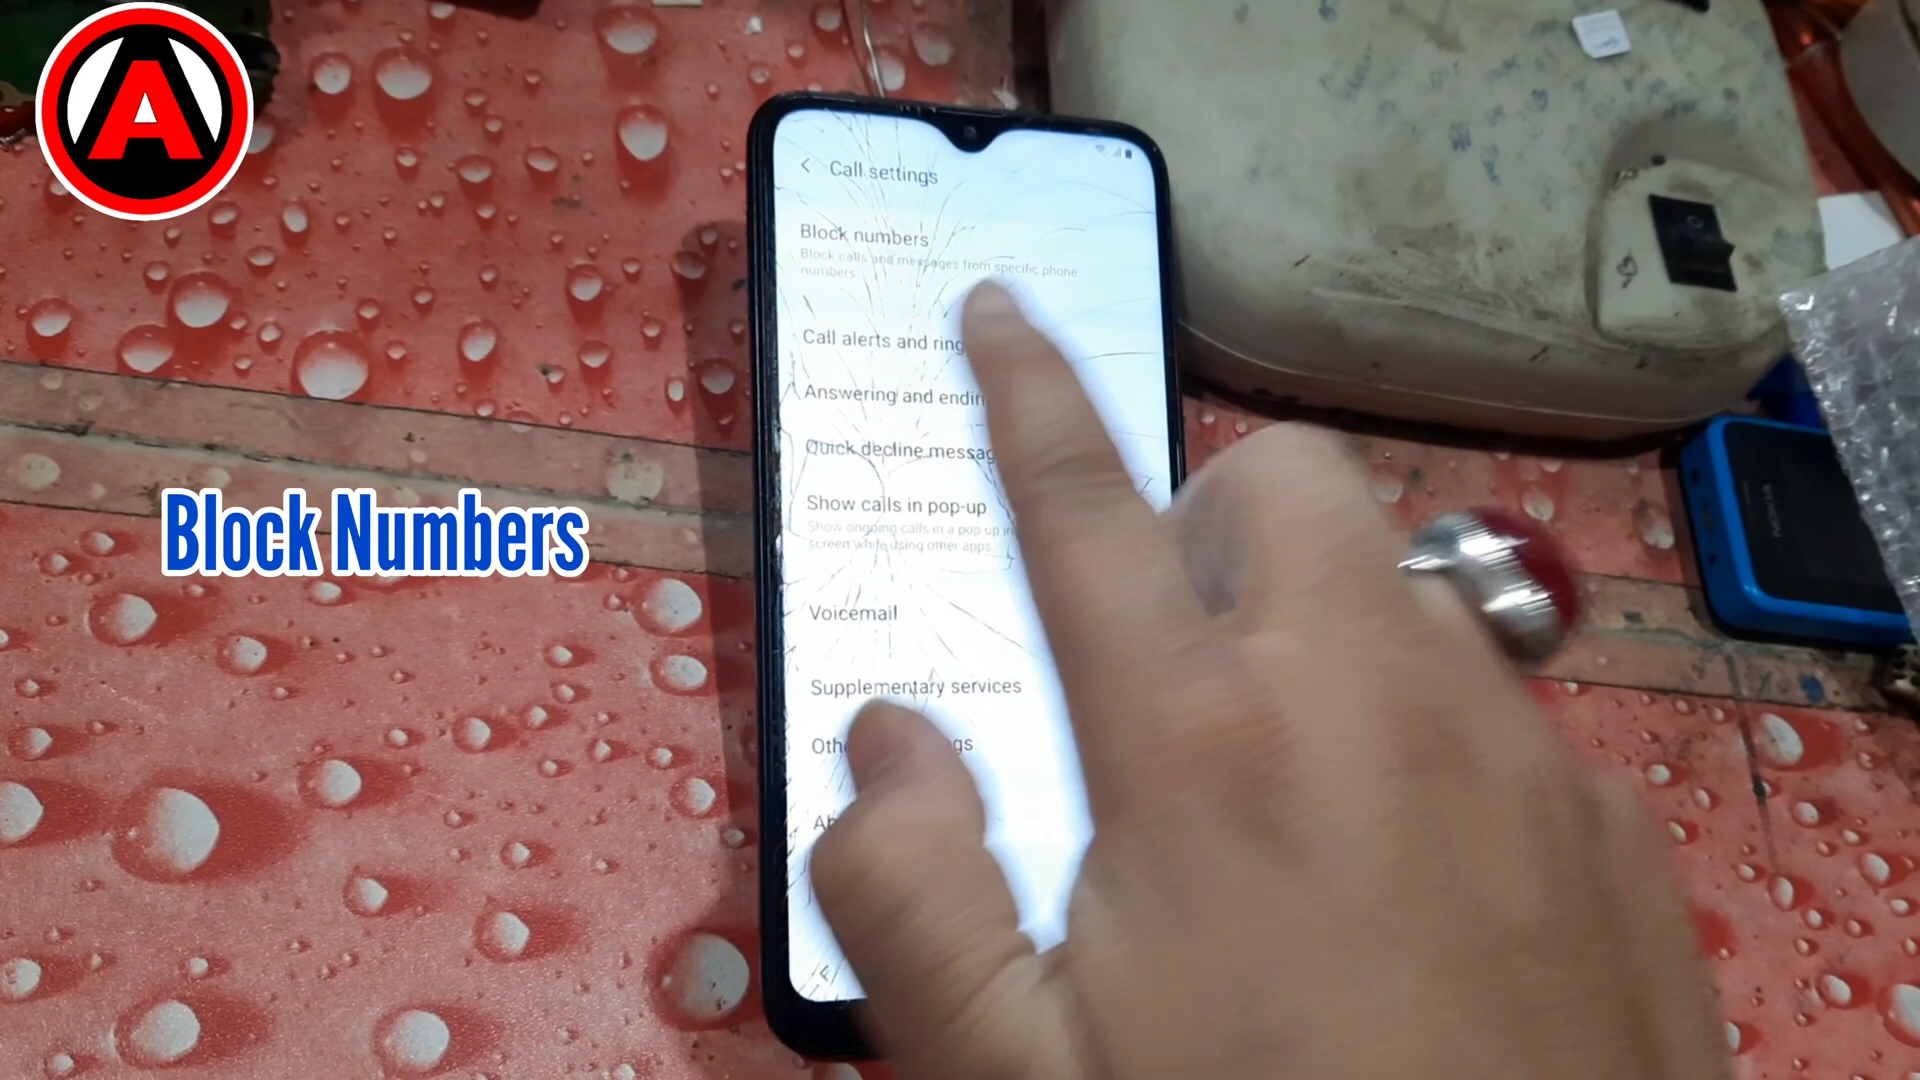 A
Call settings
Block numbers
Block calls and messages from specific phone
numbers
Call alerts and ring
Answering and endin
Quick decline messag
Show calls in pop-up
Show ongoing calls in a pop up in
screen while using other apps
Voicemail
Supplementary services
Block Numbers
NOKIA